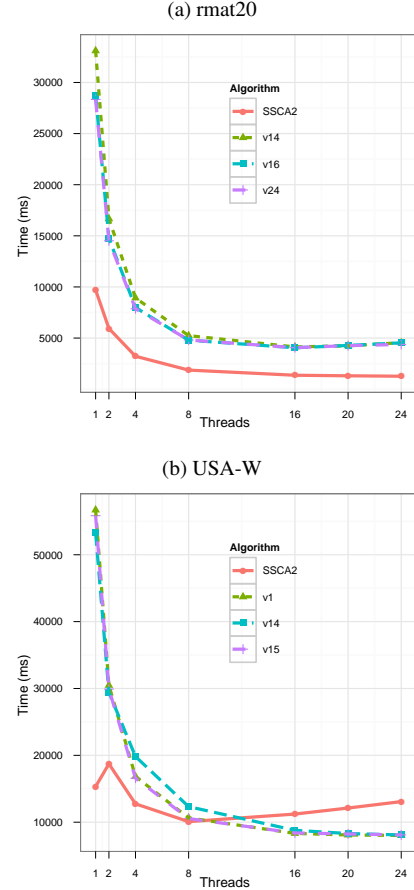 (a) rmat20
30000
25000
20000
15000
10000
5000
Time (ms)
Algorithm
SSCA2
v14
v16
v24
1 2 4 8 16 20 24
Threads
(b) USA-W
50000
40000
30000
20000
10000
Time (ms)
Algorithm
SSCA2
v1
v14
v15
1 2 4 8 16 20 24
Threads